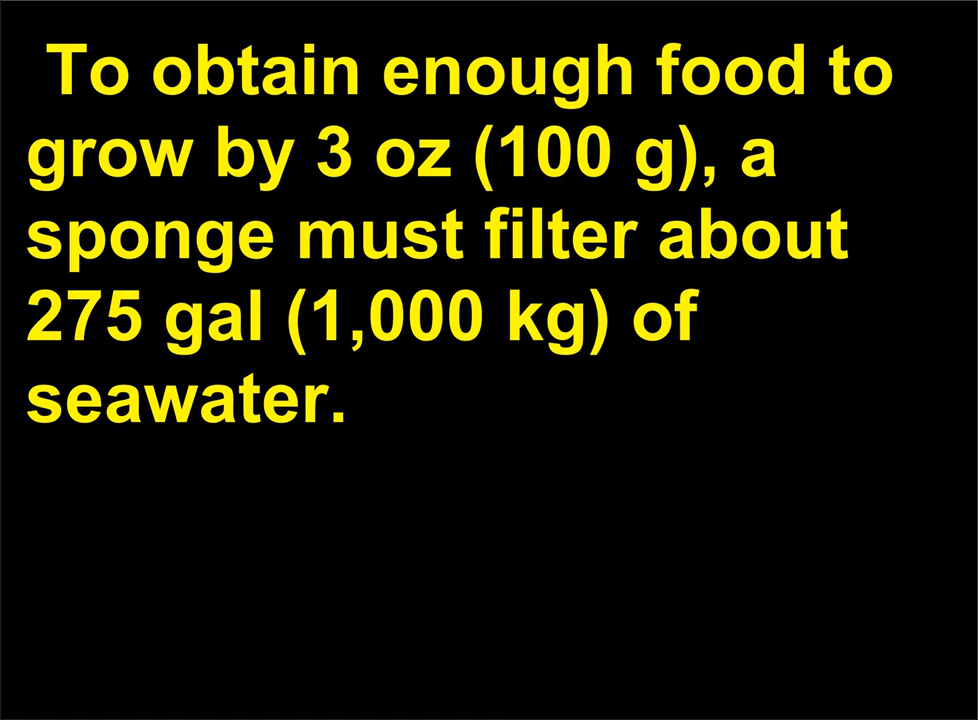 To obtain enough food to
grow by 3 oz (100 g), a
sponge must filter about
275 gal (1,000 kg) of
seawater.